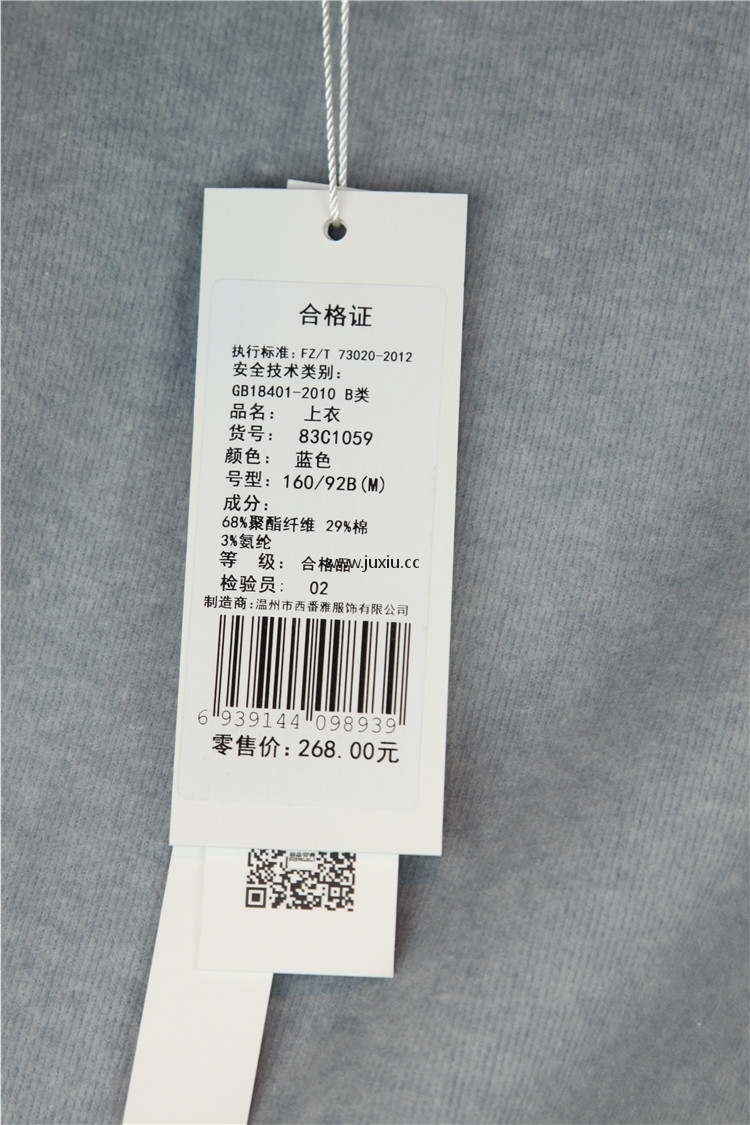 合格证
执行标准: FZ/T 73020-2012
安全技术类别:
GB18401-2010 B类
品名: 上衣
货号: 83C1059
颜色: 蓝色
号型: 160/92B(M)
成分:
68%聚酯纤维 29%棉
3%氨纶
等 级: 合格品
www.juxiu.cc
检验员: 02
制造商:温州市西番雅服饰有限公司
6 939144 098939
零售价: 268.00元